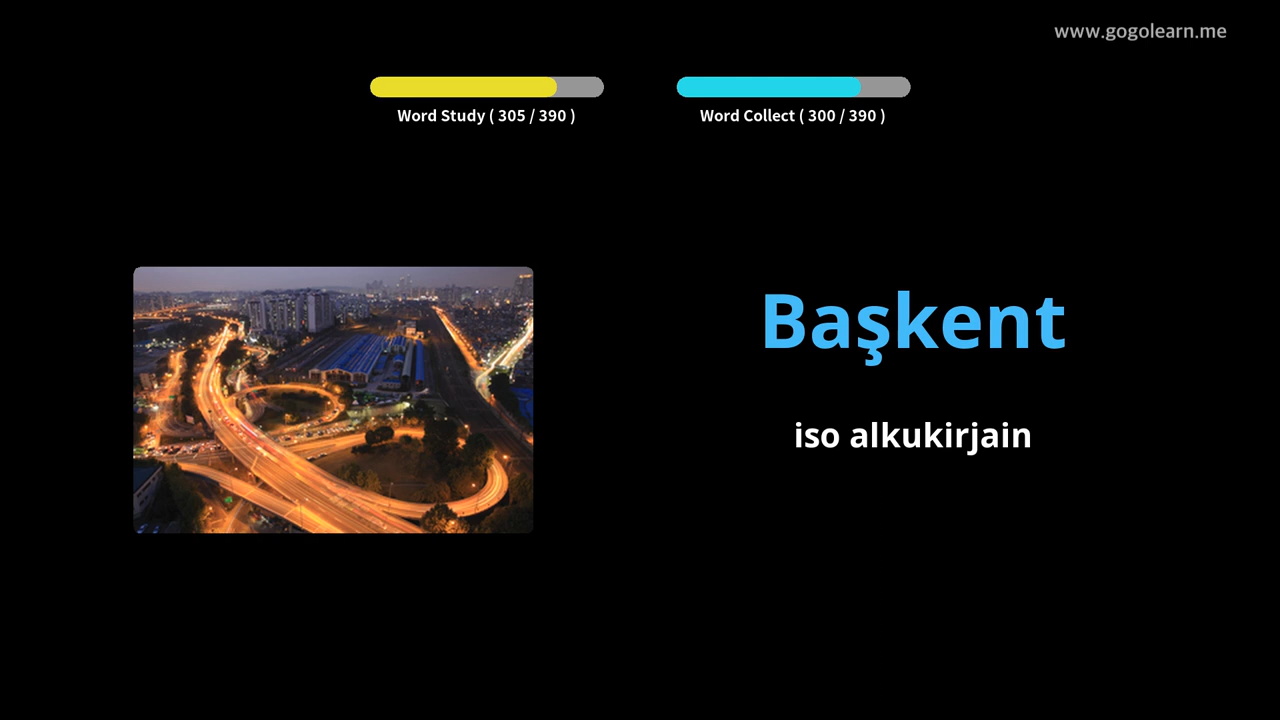 www.gogolearn.me
Word Study ( 305 / 390 )
Word Collect ( 300 / 390 )
Başkent
iso alkukirjain